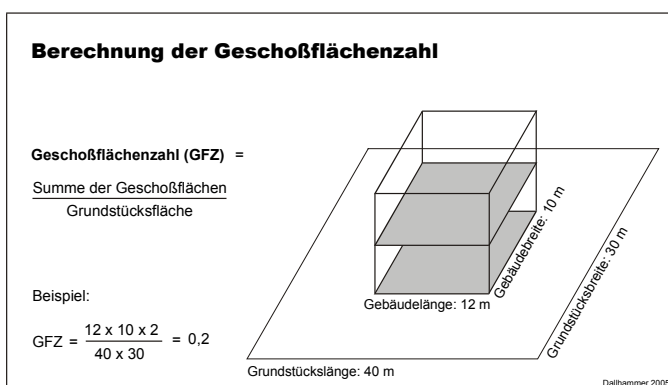 Berechnung der Geschoßflächenzahl
Geschoßflächenzahl (GFZ) =
Summe der Geschoßflächen
Grundstücksfläche
Beispiel:
GFZ = 12 x 10 x 2 = 0,2
40 x 30
Gebäudelänge: 12 m
Gebäudebreite: 10 m
Grundstücksbreite: 30 m
Grundstückslänge: 40 m
Dallhammer 2005